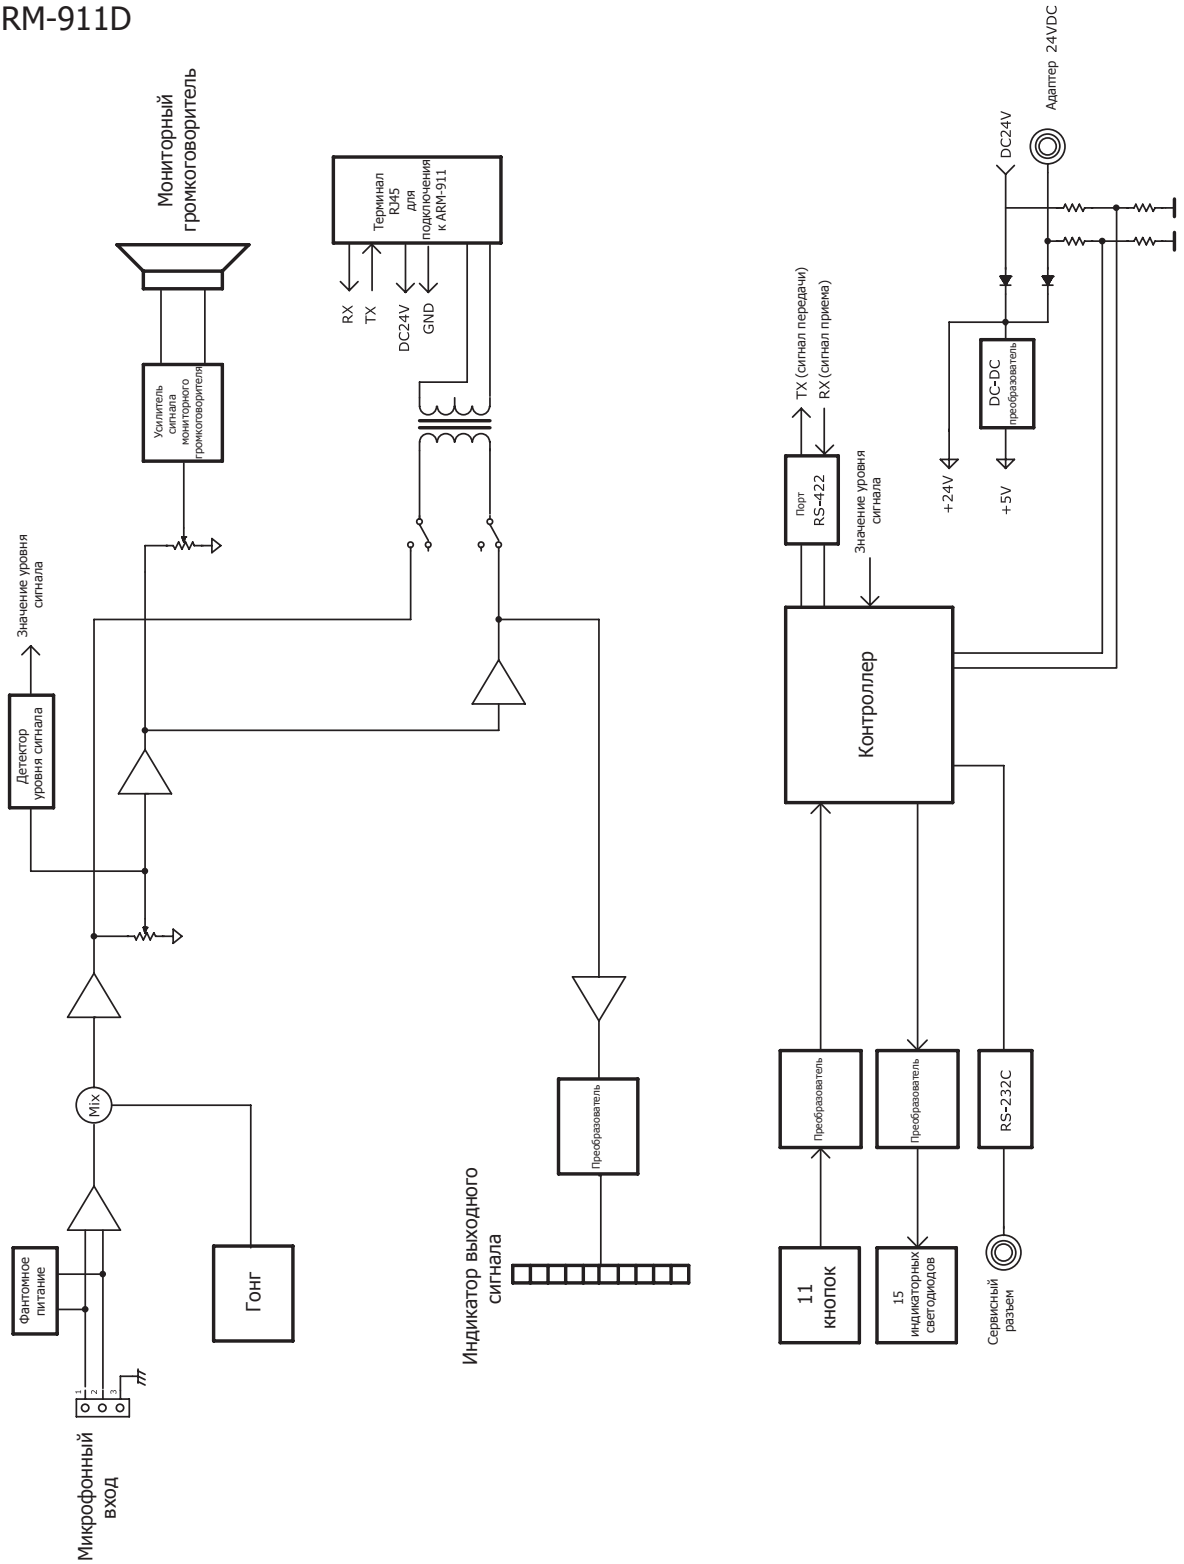 RM-911D
Микрофонный
вход
1
2
3
Фантомное
питание
Mix
Гонг
Детектор
уровня сигнала
Значение уровня
сигнала
Усилитель
сигнала
мониторного
громкоговорителя
Мониторный
громкоговоритель
Терминал
RJ45
для
подключения
к ARM-911
RX
TX
DC24V
GND
Индикатор выходного
сигнала
Преобразователь
11
кнопок
Преобразователь
15
индикаторных
светодиодов
Преобразователь
Сервисный
разъем
RS-232C
Контроллер
Значение уровня
сигнала
Порт
RS-422
TX (сигнал передачи)
RX (сигнал приема)
+24V
+5V
DC-DC
преобразователь
DC24V
Адаптер 24VDC